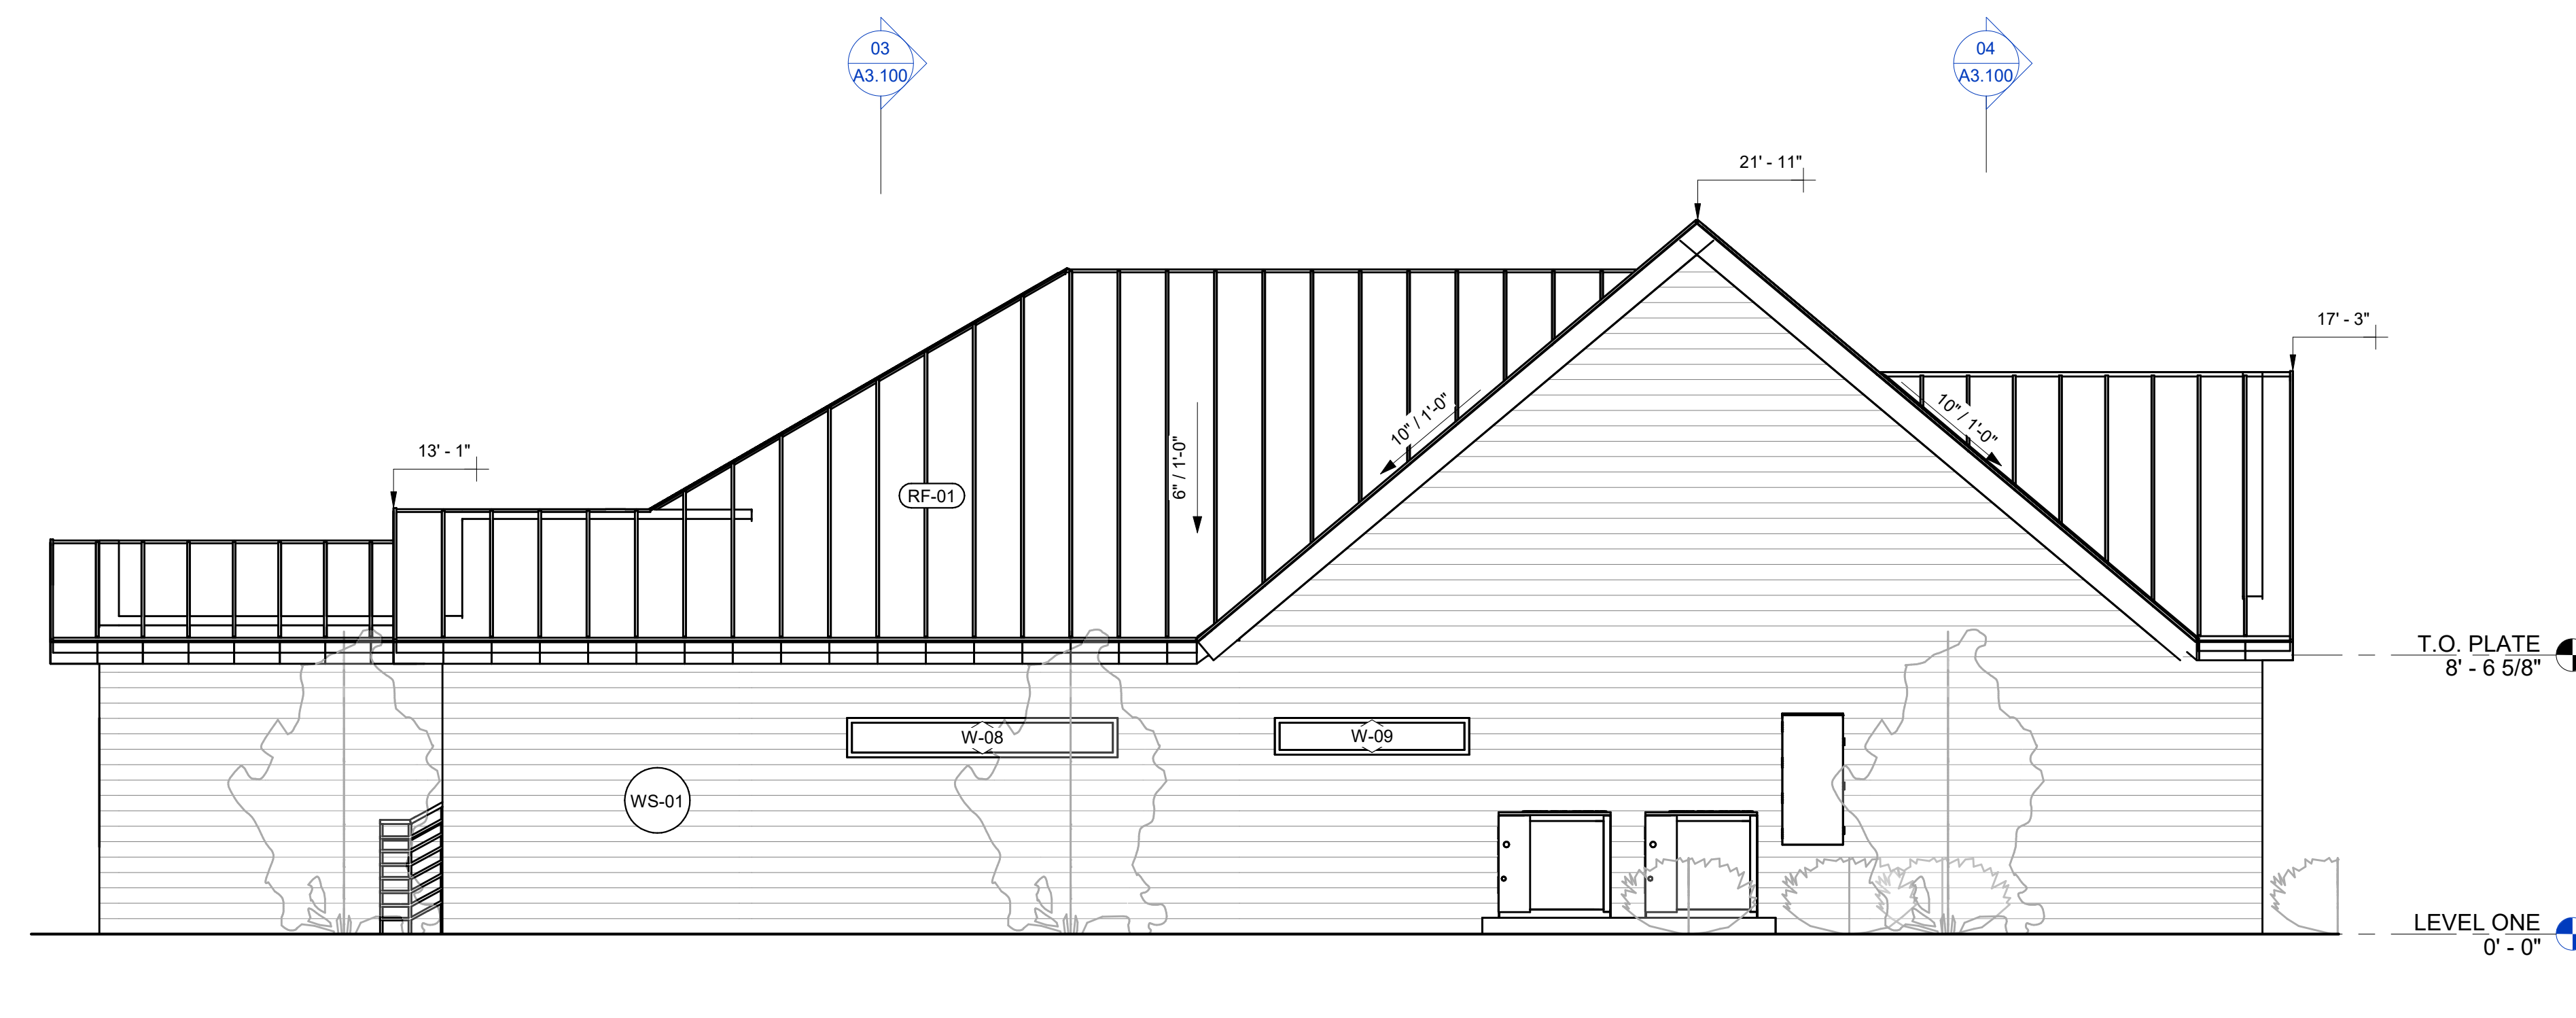 03
A3.100
04
A3.100
21' - 11"
17' - 3"
13' - 1"
10" / 1'-0"
10" / 1'-0"
6" / 1'-0"
RF-01
T.O. PLATE
8' - 6 5/8"
W-08
W-09
WS-01
LEVEL ONE
0' - 0"